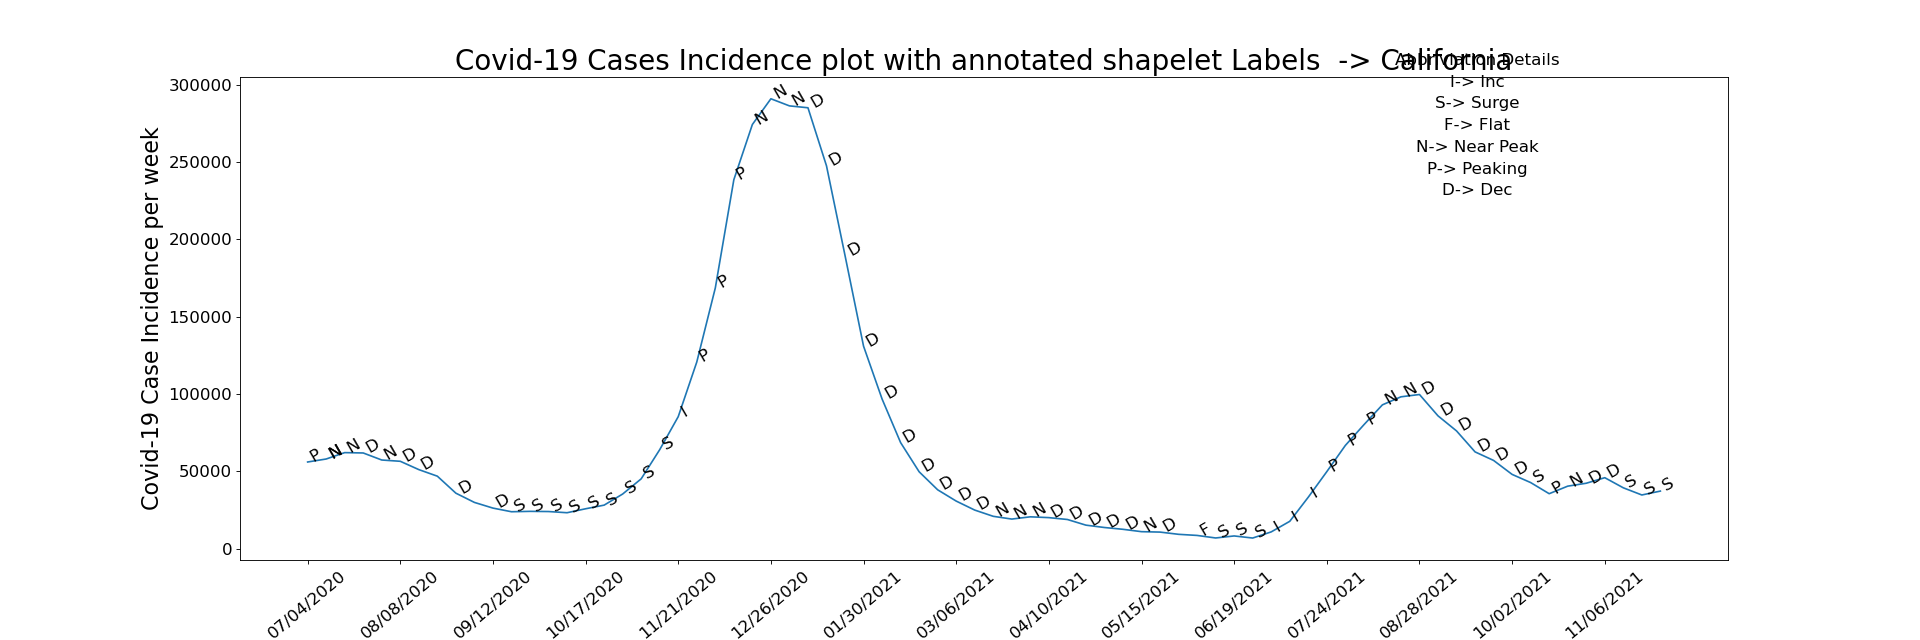 Covid-19 Cases Incidence plot with annotated shapelet Labels -> California
Abbriviation Details
I-> Inc
S-> Surge
F-> Flat
N-> Near Peak
P-> Peaking
D-> Dec
Covid-19 Case Incidence per week
300000
250000
200000
150000
100000
50000
0
P N N N D N D D D D S S S S S S S S S I P P P N N N D D D D D D D D D D N N N D D D D D N D F S S S I I I P P P N N D D D D D D S P N D D S S S
07/04/2020
08/08/2020
09/12/2020
10/17/2020
11/21/2020
12/26/2020
01/30/2021
03/06/2021
04/10/2021
05/15/2021
06/19/2021
07/24/2021
08/28/2021
10/02/2021
11/06/2021